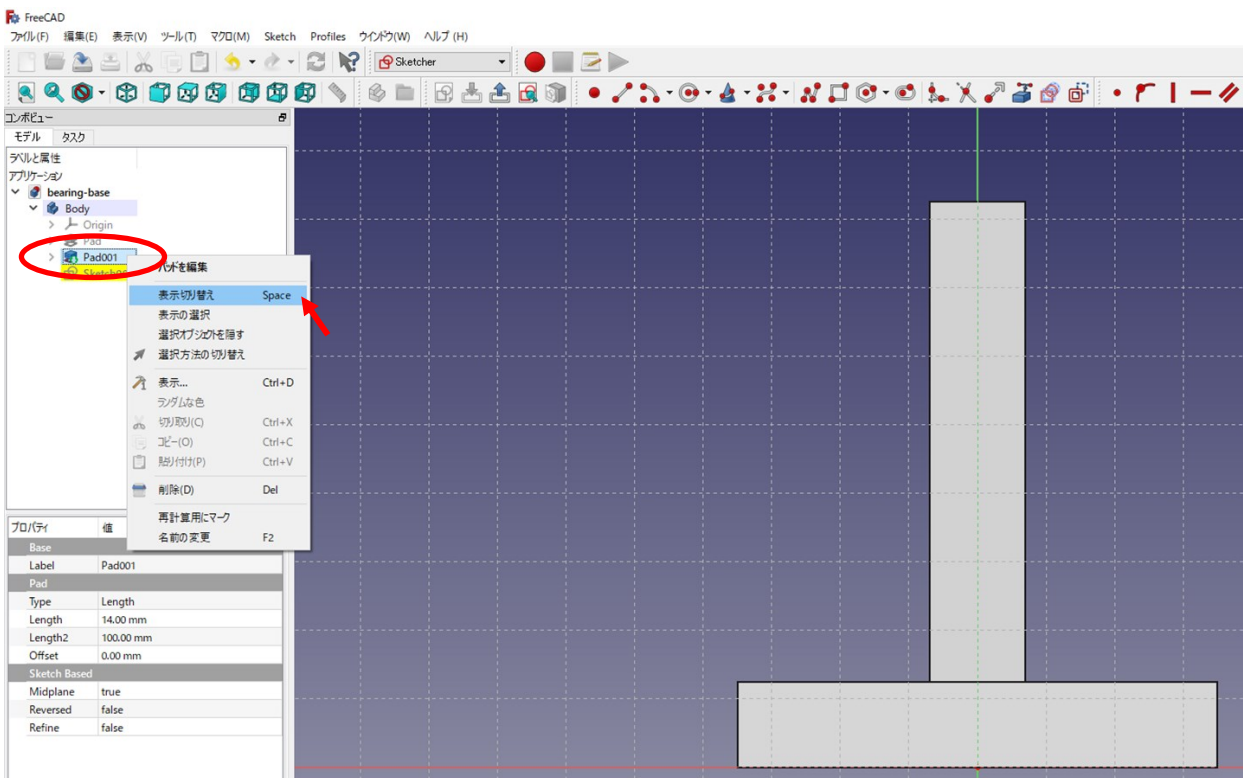 FreeCAD
ファイル(F) 編集(E) 表示(V) ツール(T) マクロ(M) Sketch Profiles ウインドウ(W) ヘルプ (H)
Sketcher
コンボビュー
モデル タスク
ラベルと属性
アプリケーション
bearing-base
Body
Origin
Pad
Pad001
パッドを編集
表示切り替え Space
表示の選択
選択オブジェクトを隠す
選択方法の切り替え
表示... Ctrl+D
ランダムな色
切り取り(C) Ctrl+X
コピー(O) Ctrl+C
貼り付け(P) Ctrl+V
削除(D) Del
再計算用にマーク
名前の変更 F2
プロパティ 値
Base
Label Pad001
Pad
Type Length
Length 14.00 mm
Length2 100.00 mm
Offset 0.00 mm
Sketch Based
Midplane true
Reversed false
Refine false